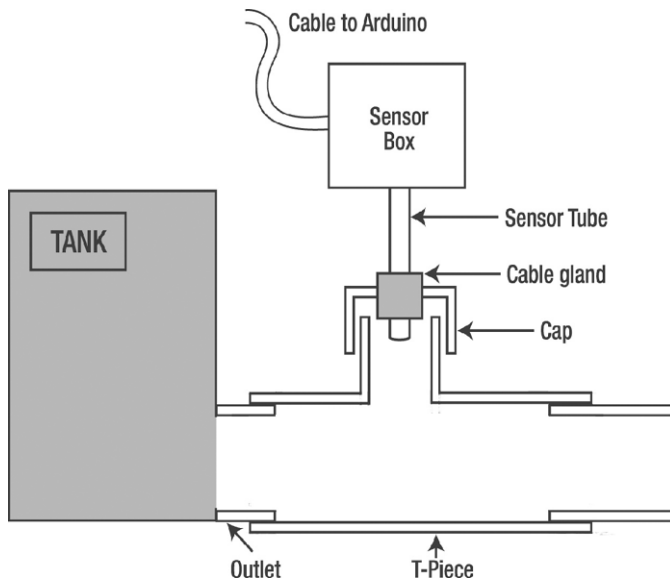 Cable to Arduino
Sensor
Box
TANK
Sensor Tube
Cable gland
Cap
Outlet
T-Piece